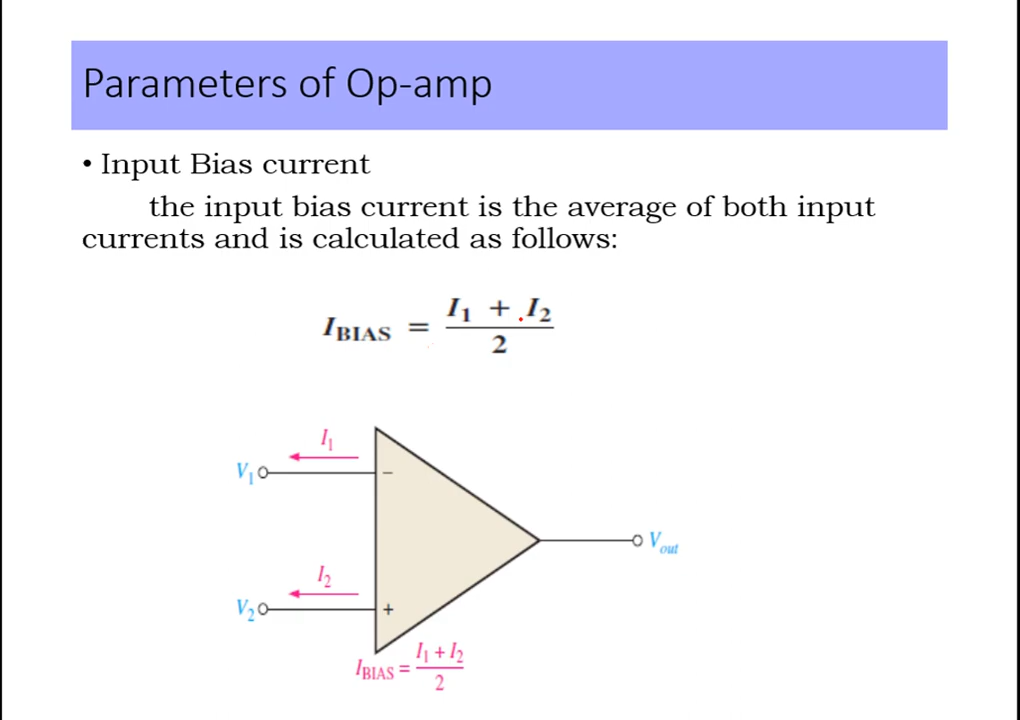 Parameters of Op-amp
• Input Bias current
the input bias current is the average of both input
currents and is calculated as follows:
I_BIAS = (I₁ + I₂) / 2
I₁
V₁
−
V_out
I₂
V₂
+
I_BIAS = (I₁ + I₂) / 2